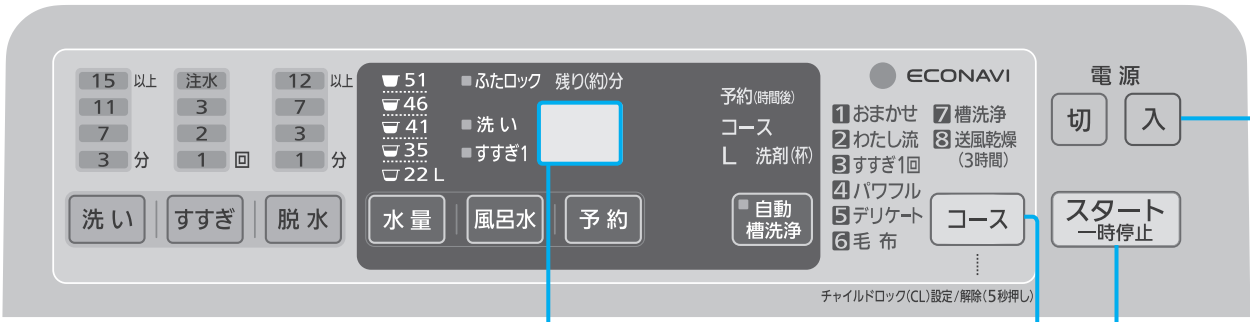 15 以上
11
7
3 分
注水
3
2
1 回
12 以上
7
3
1 分
洗い
すすぎ
脱水
51
46
41
35
22 L
ふたロック
洗い
すすぎ1
残り(約)分
予約(時間後)
コース
L 洗剤(杯)
水量
風呂水
予約
自動
槽洗浄
ECONAVI
1 おまかせ
2 わたし流
3 すすぎ1回
4 パワフル
5 デリケート
6 毛布
7 槽洗浄
8 送風乾燥
(3時間)
コース
チャイルドロック(CL)設定/解除(5秒押し)
電源
切
入
スタート
一時停止